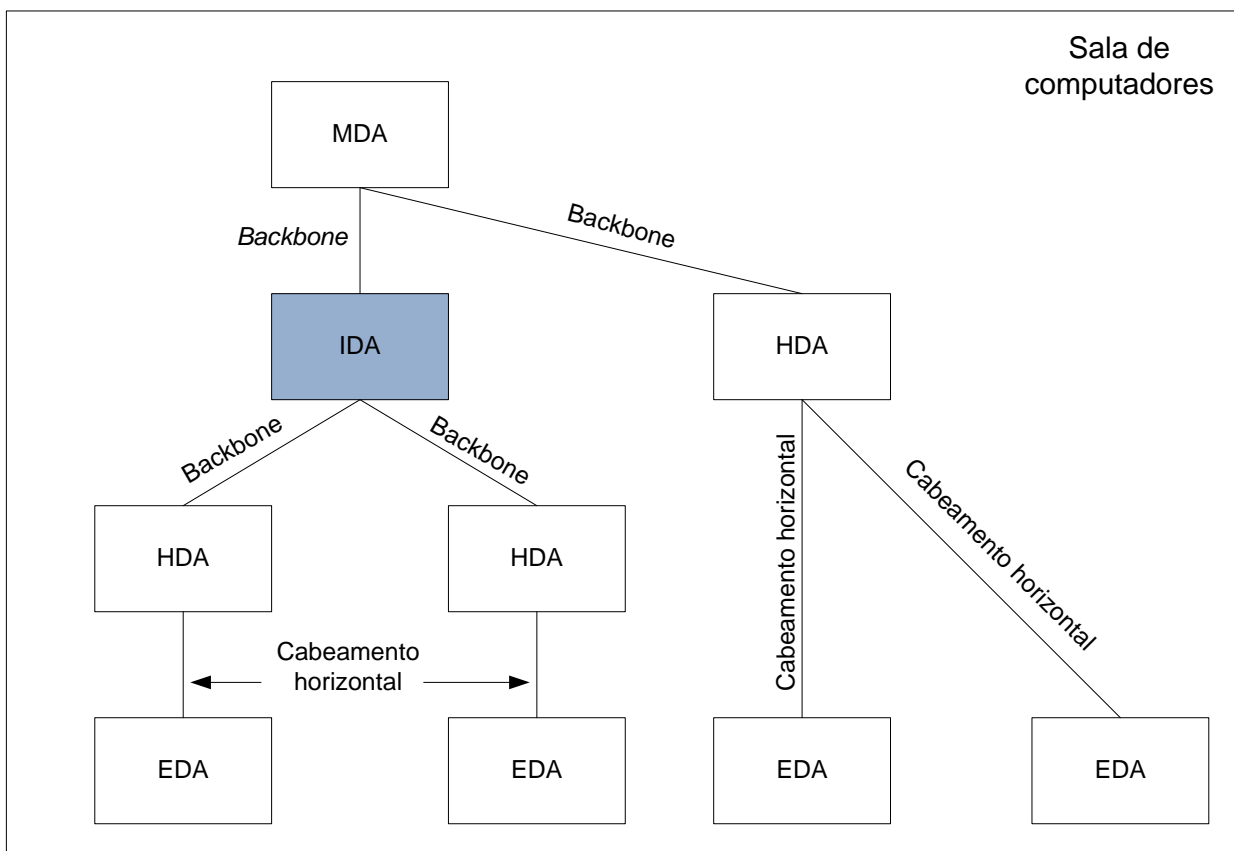 Sala de
computadores
MDA
Backbone
Backbone
IDA
HDA
Backbone
Backbone
Cabeamento horizontal
Cabeamento horizontal
HDA
HDA
Cabeamento
horizontal
EDA
EDA
EDA
EDA